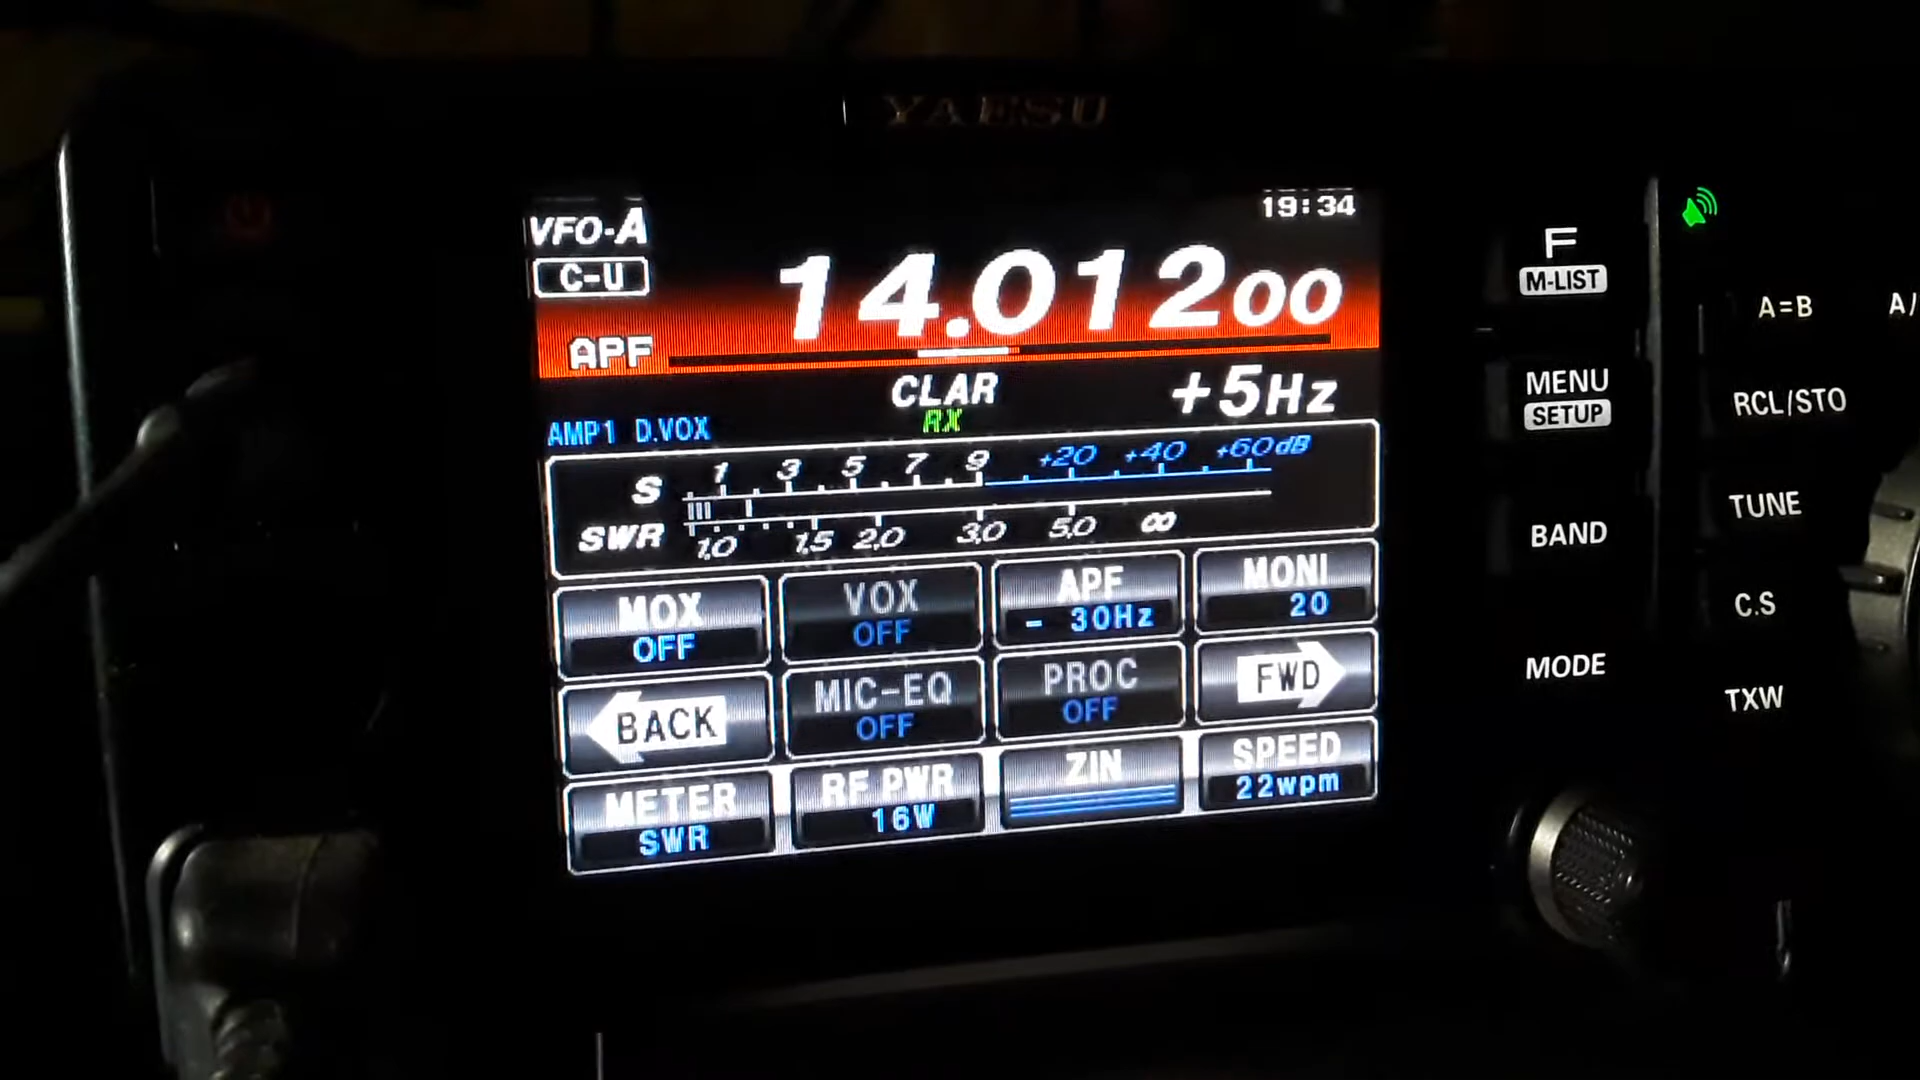 YAESU
19:34
VFO-A
C-U
14.01200
APF
CLAR +5Hz
RX
AMP1 D.VOX
S 1 3 5 7 9 +20 +40 +60dB
SWR 1.0 1.5 2.0 3.0 5.0 ∞
MOX OFF
VOX OFF
APF - 30Hz
MONI 20
BACK
MIC-EQ OFF
PROC OFF
FWD
METER SWR
RF PWR 16W
ZIN
SPEED 22wpm
F
M-LIST
MENU
SETUP
BAND
MODE
A=B
A/
RCL/STO
TUNE
C.S
TXW